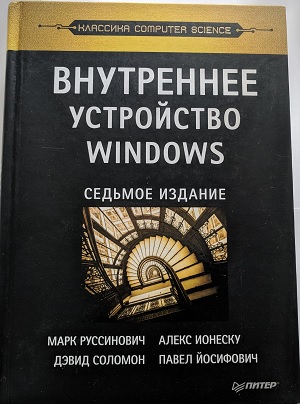 КЛАССИКА COMPUTER SCIENCE
ВНУТРЕННЕЕ
УСТРОЙСТВО
WINDOWS
СЕДЬМОЕ ИЗДАНИЕ
МАРК РУССИНОВИЧ АЛЕКС ИОНЕСКУ
ДЭВИД СОЛОМОН ПАВЕЛ ЙОСИФОВИЧ
ПИТЕР